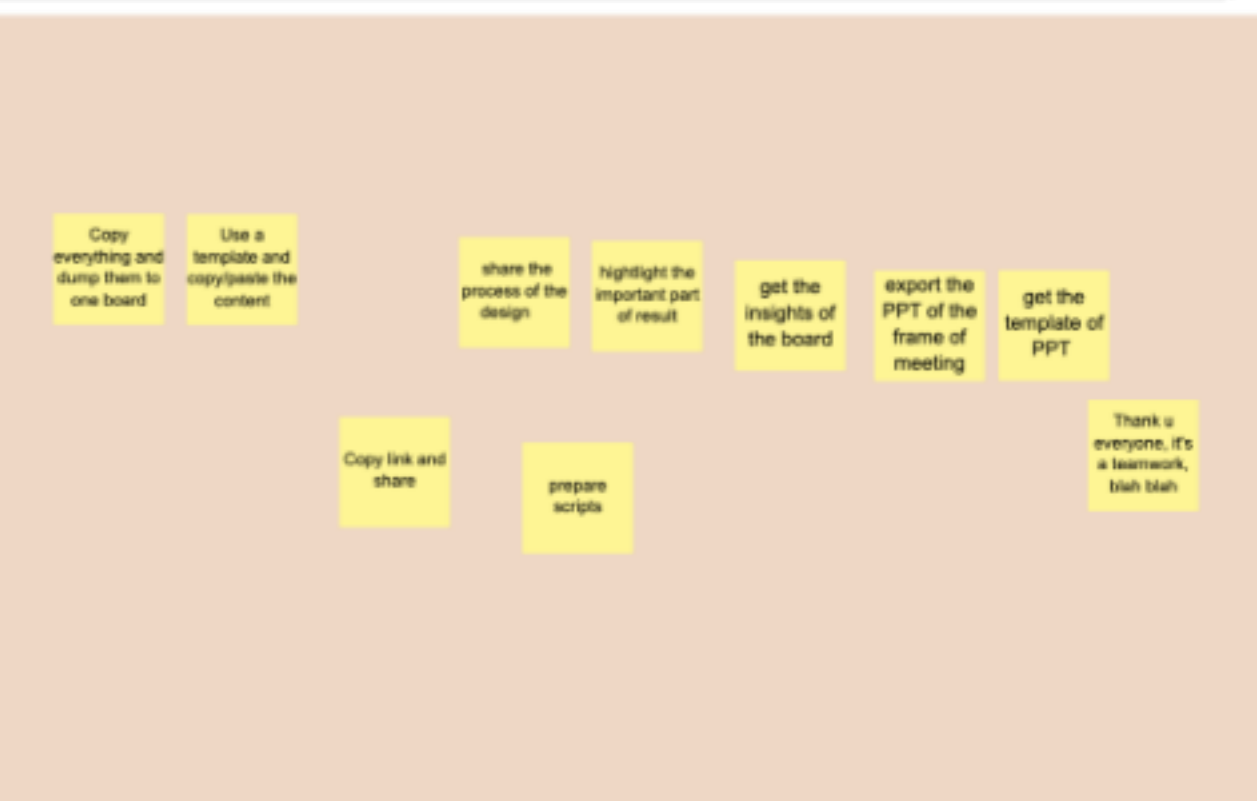 Copy
everything and
dump them to
one board
Use a
template and
copy/paste the
content
share the
process of the
design
hightlight the
important part
of result
get the
insights of
the board
export the
PPT of the
frame of
meeting
get the
template of
PPT
Thank u
everyone, it's
a teamwork,
blah blah
Copy link and
share
prepare
scripts